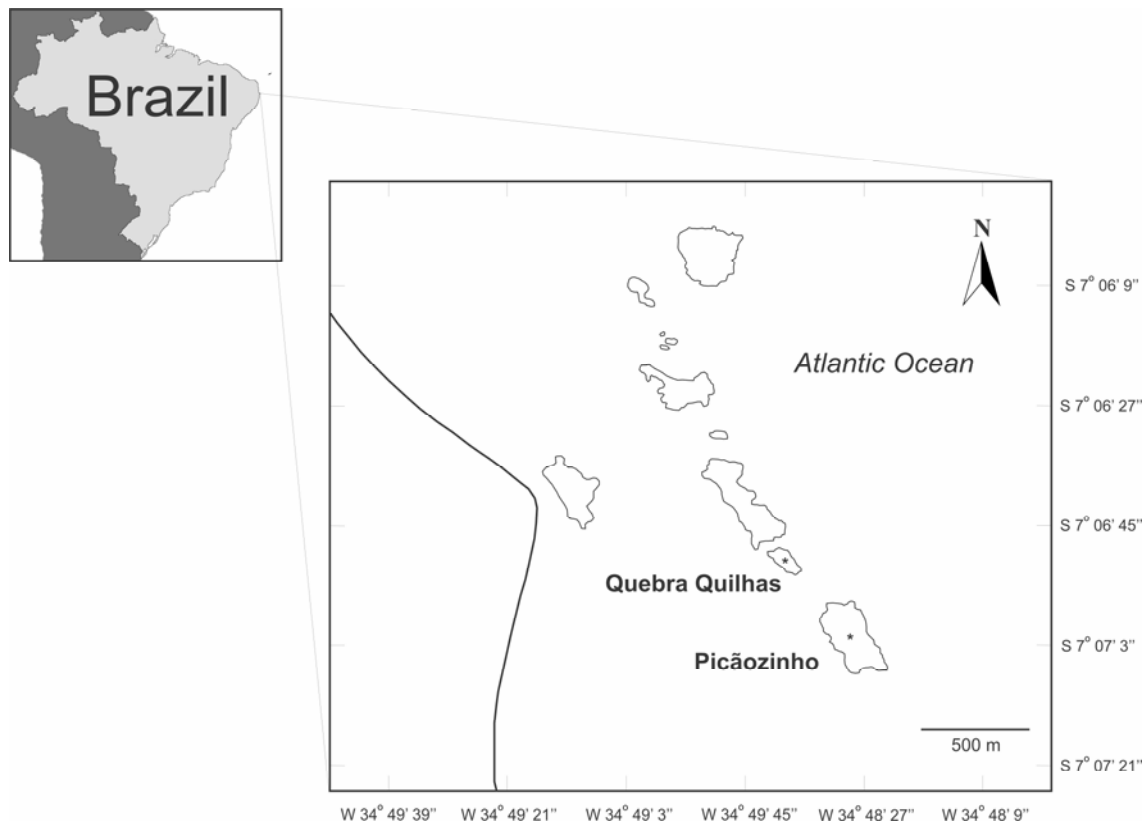 Brazil
N
S 7° 06' 9"
Atlantic Ocean
S 7° 06' 27"
S 7° 06' 45"
Quebra Quilhas
S 7° 07' 3"
Picãozinho
500 m
S 7° 07' 21"
W 34° 49' 39" W 34° 49' 21" W 34° 49' 3" W 34° 49' 45" W 34° 48' 27" W 34° 48' 9"